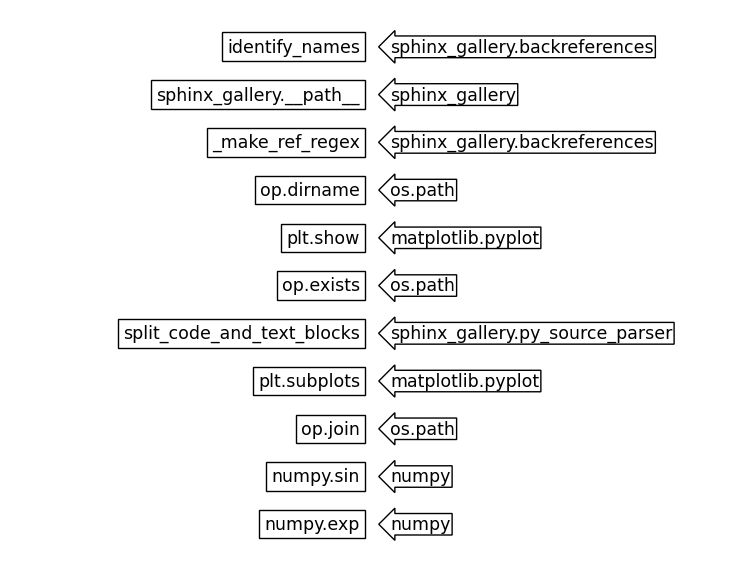 identify_names sphinx_gallery.backreferences
sphinx_gallery.__path__ sphinx_gallery
_make_ref_regex sphinx_gallery.backreferences
op.dirname os.path
plt.show matplotlib.pyplot
op.exists os.path
split_code_and_text_blocks sphinx_gallery.py_source_parser
plt.subplots matplotlib.pyplot
op.join os.path
numpy.sin numpy
numpy.exp numpy